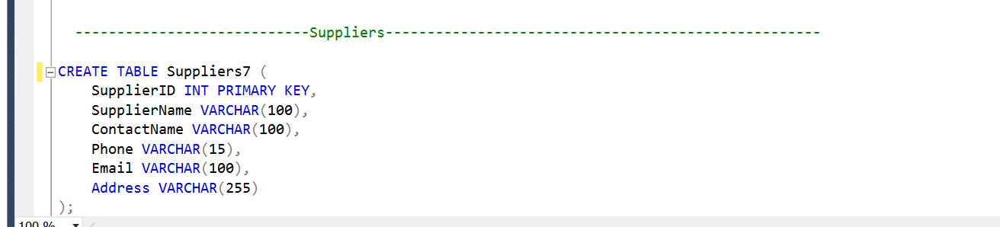 ----------------------------Suppliers----------------------------------------------------
CREATE TABLE Suppliers7 (
SupplierID INT PRIMARY KEY,
SupplierName VARCHAR(100),
ContactName VARCHAR(100),
Phone VARCHAR(15),
Email VARCHAR(100),
Address VARCHAR(255)
);
100 %